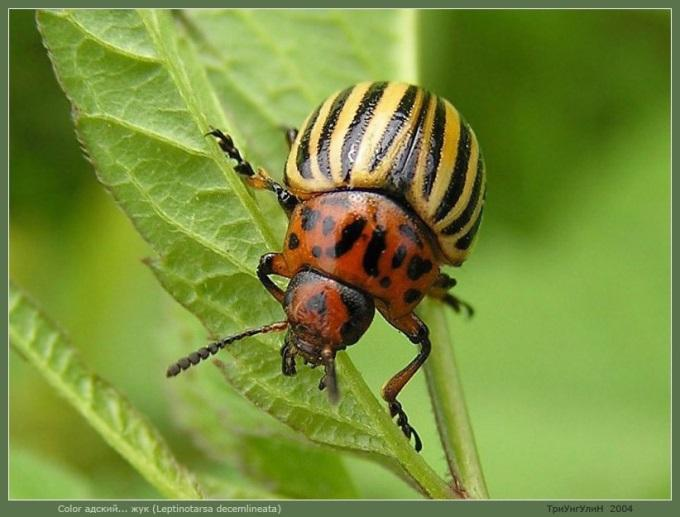 Color адский... жук (Leptinotarsa decemlineata)
ТриУнгУлиН 2004